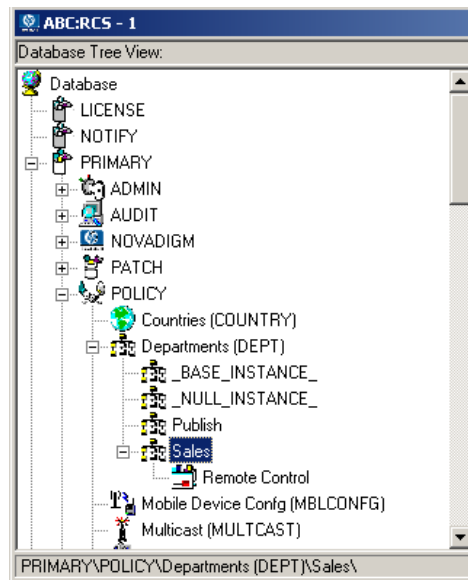 ABC:RCS - 1
Database Tree View:
Database
LICENSE
NOTIFY
PRIMARY
ADMIN
AUDIT
NOVADIGM
PATCH
POLICY
Countries (COUNTRY)
Departments (DEPT)
_BASE_INSTANCE_
_NULL_INSTANCE_
Publish
Sales
Remote Control
Mobile Device Confg (MBLCONFG)
Multicast (MULTCAST)
PRIMARY\POLICY\Departments (DEPT)\Sales\